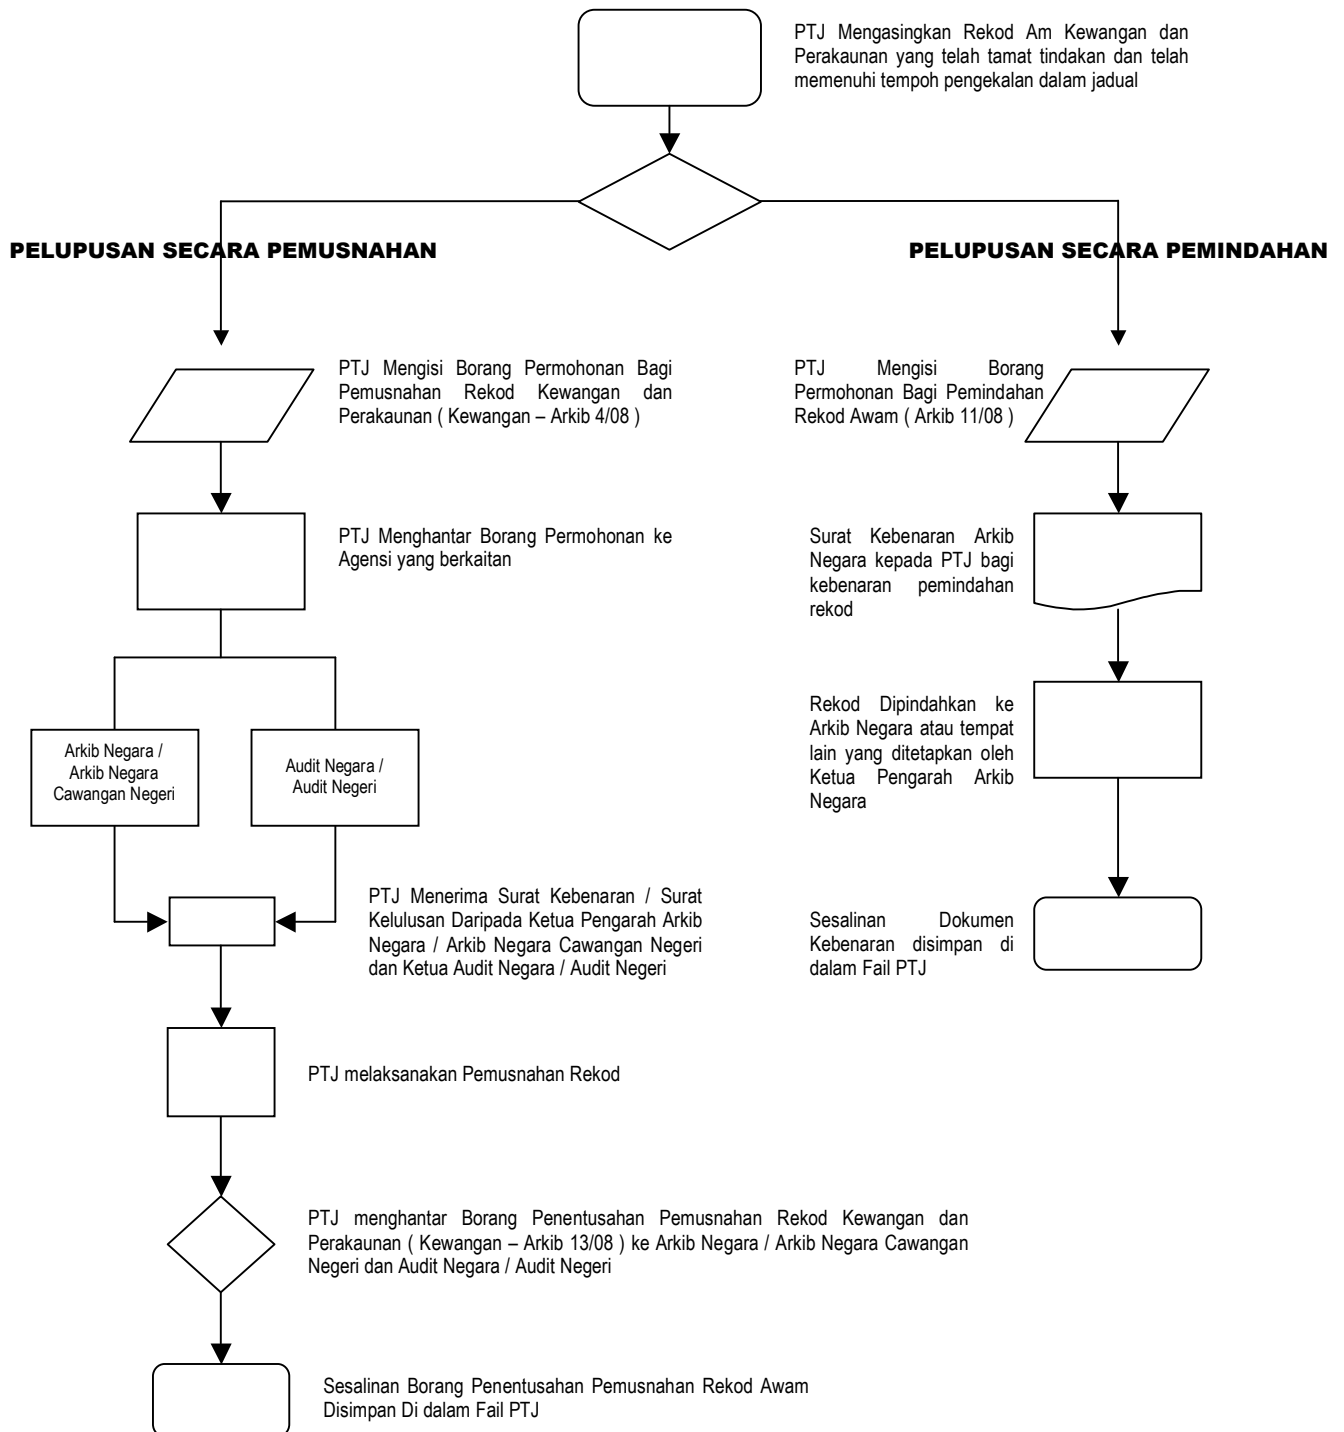 PTJ Mengasingkan Rekod Am Kewangan dan
Perakaunan yang telah tamat tindakan dan telah
memenuhi tempoh pengekalan dalam jadual
PELUPUSAN SECARA PEMUSNAHAN
PELUPUSAN SECARA PEMINDAHAN
PTJ Mengisi Borang Permohonan Bagi
Pemusnahan Rekod Kewangan dan
Perakaunan ( Kewangan – Arkib 4/08 )
PTJ Mengisi Borang
Permohonan Bagi Pemindahan
Rekod Awam ( Arkib 11/08 )
PTJ Menghantar Borang Permohonan ke
Agensi yang berkaitan
Surat Kebenaran Arkib
Negara kepada PTJ bagi
kebenaran pemindahan
rekod
Arkib Negara /
Arkib Negara
Cawangan Negeri
Audit Negara /
Audit Negeri
Rekod Dipindahkan ke
Arkib Negara atau tempat
lain yang ditetapkan oleh
Ketua Pengarah Arkib
Negara
PTJ Menerima Surat Kebenaran / Surat
Kelulusan Daripada Ketua Pengarah Arkib
Negara / Arkib Negara Cawangan Negeri
dan Ketua Audit Negara / Audit Negeri
Sesalinan Dokumen
Kebenaran disimpan di
dalam Fail PTJ
PTJ melaksanakan Pemusnahan Rekod
PTJ menghantar Borang Penentusahan Pemusnahan Rekod Kewangan dan
Perakaunan ( Kewangan – Arkib 13/08 ) ke Arkib Negara / Arkib Negara Cawangan
Negeri dan Audit Negara / Audit Negeri
Sesalinan Borang Penentusahan Pemusnahan Rekod Awam
Disimpan Di dalam Fail PTJ